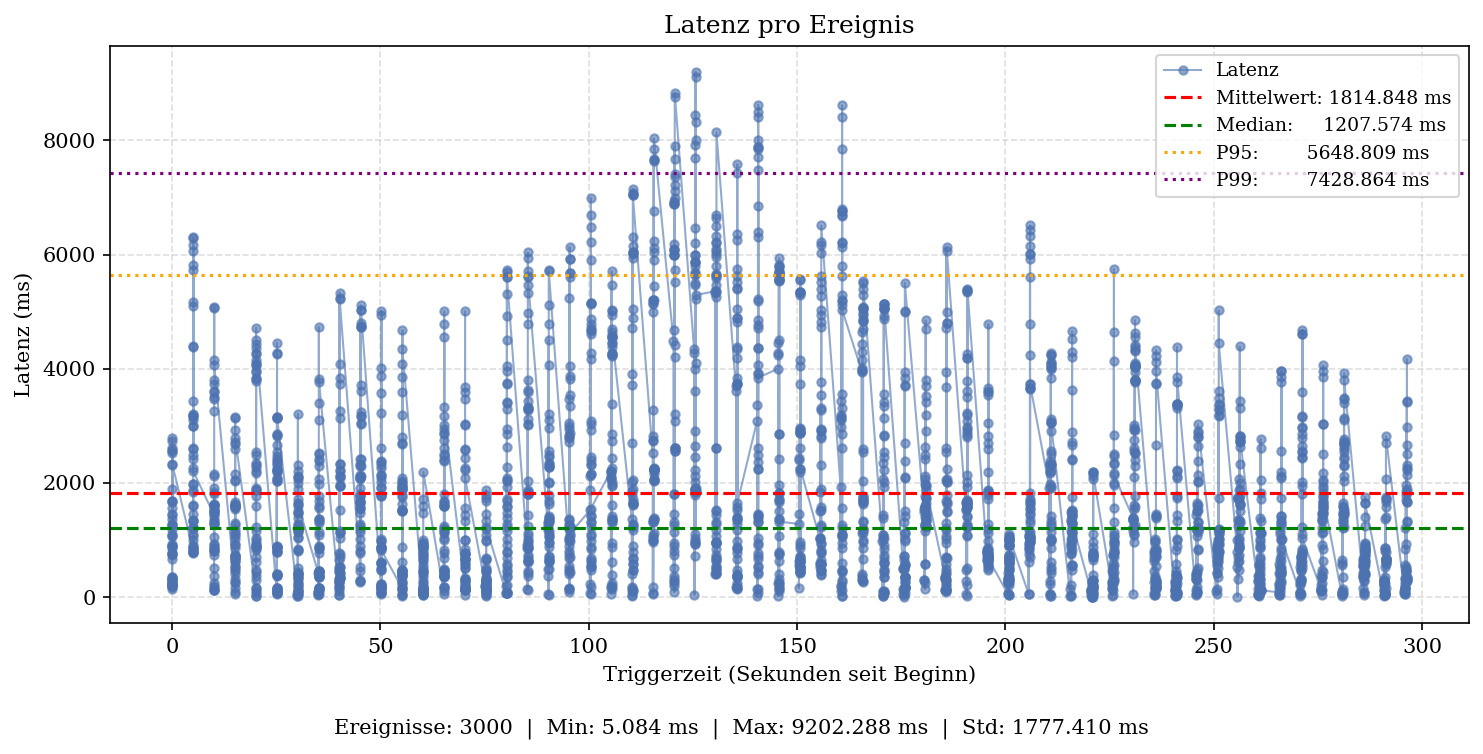 Latenz pro Ereignis
Latenz
Mittelwert: 1814.848 ms
Median: 1207.574 ms
P95: 5648.809 ms
P99: 7428.864 ms
Latenz (ms)
8000
6000
4000
2000
0
0 50 100 150 200 250 300
Triggerzeit (Sekunden seit Beginn)
Ereignisse: 3000 | Min: 5.084 ms | Max: 9202.288 ms | Std: 1777.410 ms